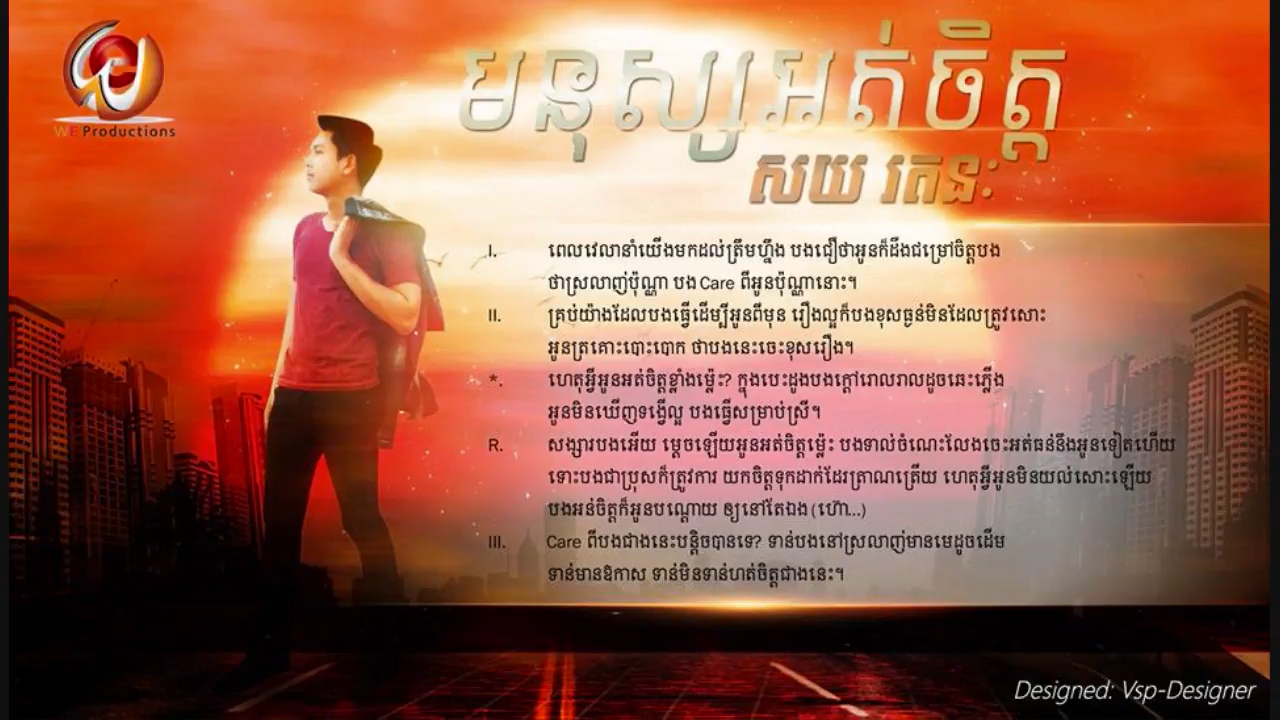 WE Productions
មនុស្សអត់ចិត្ត
សយ រតនៈ
I. ពេលវេលានាំយើងមកដល់ត្រឹមហ្នឹង បងជឿថាអូនក៏ដឹងជម្រៅចិត្តបង
ថាស្រលាញ់ប៉ុណ្ណា បង Care ពីអូនប៉ុណ្ណានោះ។
II. គ្រប់យ៉ាងដែលបងធ្វើដើម្បីអូនពីមុន រឿងល្អក៏បងខុសធ្ងន់មិនដែលត្រូវសោះ
អូនត្រគោះបោះបោក ថាបងនេះចេះខុសរឿង។
*. ហេតុអ្វីអូនអត់ចិត្តខ្លាំងម្ល៉េះ? ក្នុងបេះដូងបងក្ដៅរោលរាលដូចឆេះភ្លើង
អូនមិនឃើញទង្វើល្អ បងធ្វើសម្រាប់ស្រី។
R. សង្សារបងអើយ ម្ដេចឡើយអូនអត់ចិត្តម្ល៉េះ បងទាល់ចំណេះលែងចេះអត់ធន់នឹងអូនទៀតហើយ
ទោះបងជាប្រុសក៏ត្រូវការ យកចិត្តទុកដាក់ដែរត្រាណត្រើយ ហេតុអ្វីអូនមិនយល់សោះឡើយ
បងអន់ចិត្តក៏អូនបណ្ដោយ ឲ្យនៅតែឯង (ហ៊ោ...)
III. Care ពីបងជាងនេះបន្តិចបានទេ? ទាន់បងនៅស្រលាញ់មានមេដូចដើម
ទាន់មានឱកាស ទាន់មិនទាន់ហត់ចិត្តជាងនេះ។
Designed: Vsp-Designer